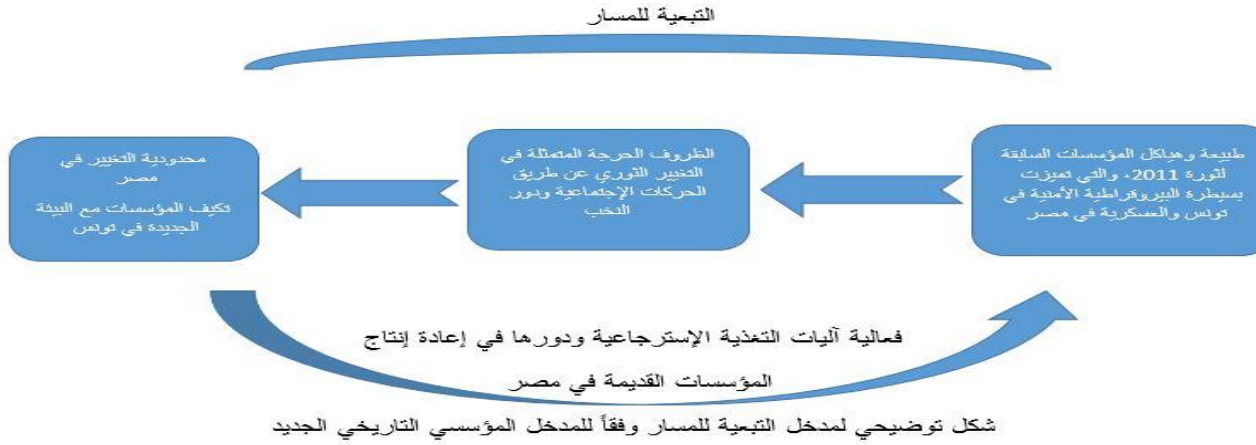 التبعية للمسار
طبيعة وهياكل المؤسسات السابقة
لثورة 2011، والتي تميزت
بسيطرة البيروقراطية الأمنية في
تونس والعسكرية في مصر
الظروف الحرجة المتمثلة في
التغيير الثوري عن طريق
الحركات الإجتماعية ودور
النخب
محدودية التغيير في
مصر
تكيف المؤسسات مع البيئة
الجديدة في تونس
فعالية آليات التغذية الإسترجاعية ودورها في إعادة إنتاج
المؤسسات القديمة في مصر
شكل توضيحي لمدخل التبعية للمسار وفقاً للمدخل المؤسسي التاريخي الجديد